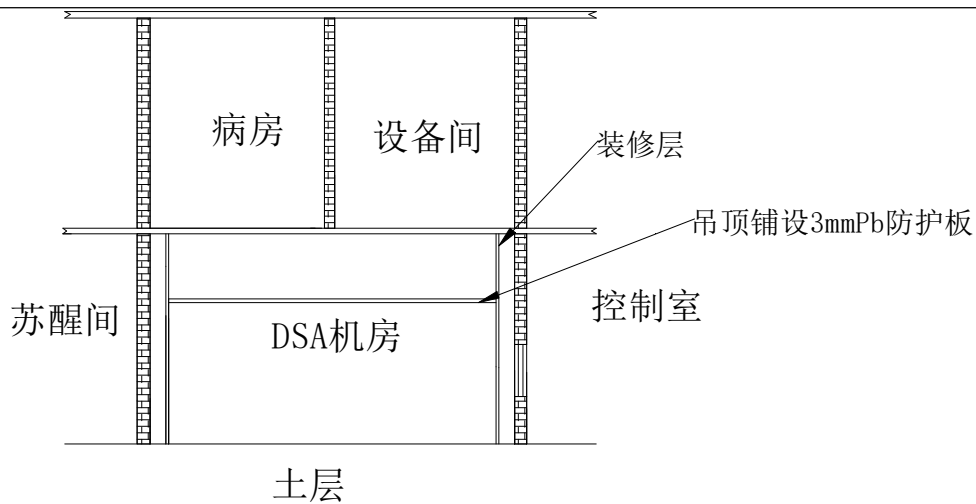 病房
设备间
装修层
吊顶铺设3mmPb防护板
苏醒间
DSA机房
控制室
土层